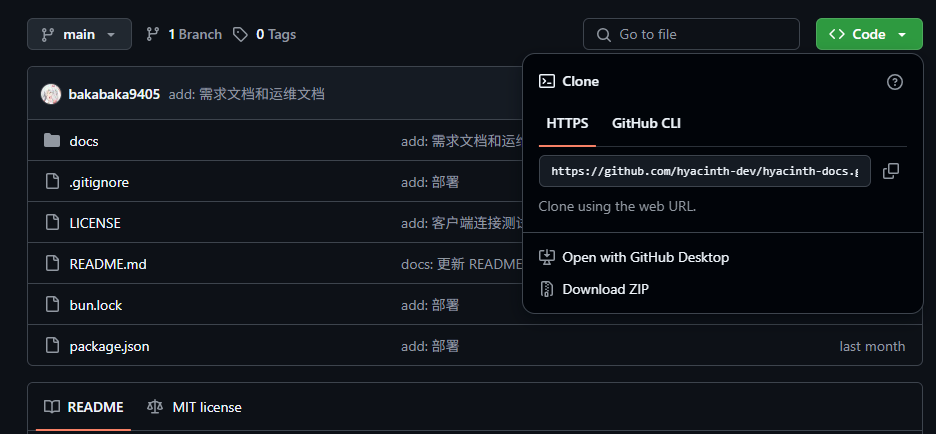 main
1 Branch
0 Tags
Go to file
Code
bakabaka9405 add: 需求文档和运维文档
docs add: 需求文档和运维
.gitignore add: 部署
LICENSE add: 客户端连接测试
README.md docs: 更新 README
bun.lock add: 部署
package.json add: 部署 last month
Clone
HTTPS GitHub CLI
https://github.com/hyacinth-dev/hyacinth-docs.g
Clone using the web URL.
Open with GitHub Desktop
Download ZIP
README MIT license